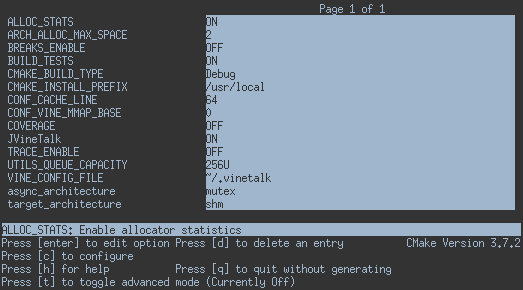 Page 1 of 1
ALLOC_STATS ON
ARCH_ALLOC_MAX_SPACE 2
BREAKS_ENABLE OFF
BUILD_TESTS ON
CMAKE_BUILD_TYPE Debug
CMAKE_INSTALL_PREFIX /usr/local
CONF_CACHE_LINE 64
CONF_VINE_MMAP_BASE 0
COVERAGE OFF
JVineTalk ON
TRACE_ENABLE OFF
UTILS_QUEUE_CAPACITY 256U
VINE_CONFIG_FILE ~/.vinetalk
async_architecture mutex
target_architecture shm
ALLOC_STATS: Enable allocator statistics
Press [enter] to edit option Press [d] to delete an entry CMake Version 3.7.2
Press [c] to configure
Press [h] for help Press [q] to quit without generating
Press [t] to toggle advanced mode (Currently Off)